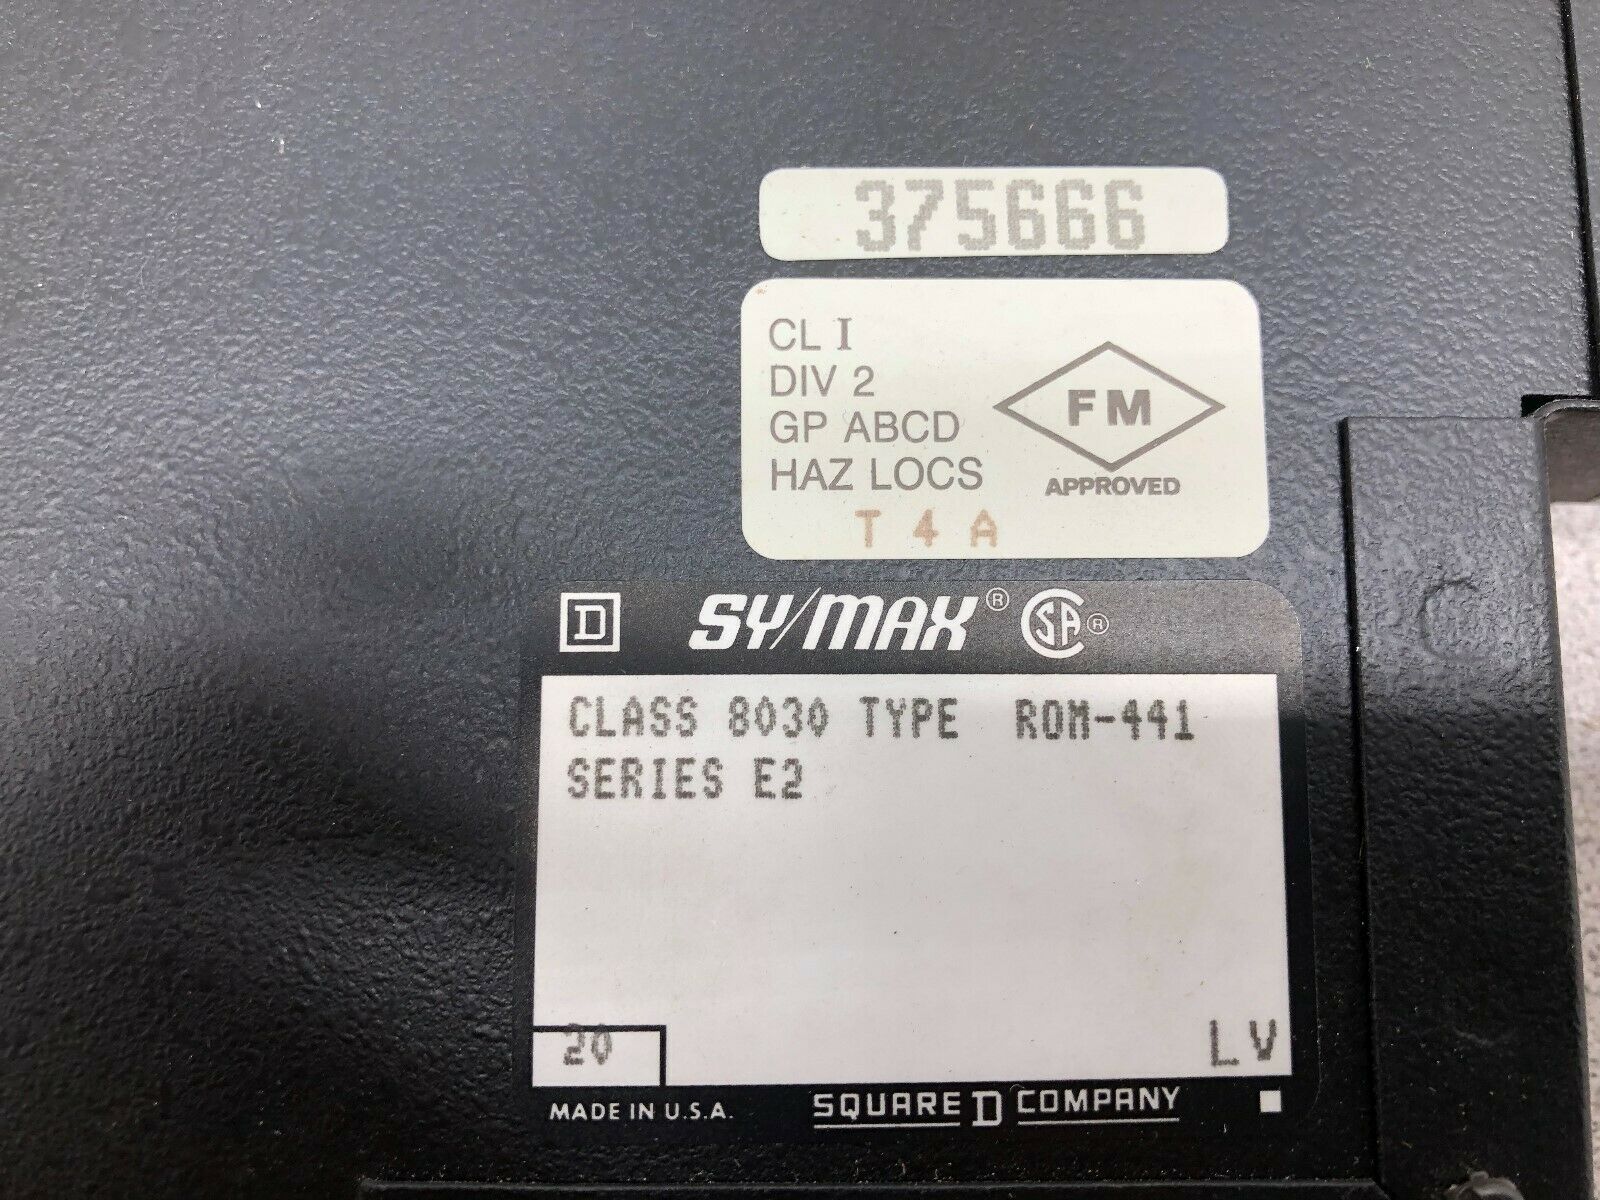 375666
CL I
DIV 2
GP ABCD
HAZ LOCS
T 4 A
FM
APPROVED
D SY/MAX® CSA®
CLASS 8030 TYPE ROM-441
SERIES E2
20
LV
MADE IN U.S.A. SQUARE D COMPANY